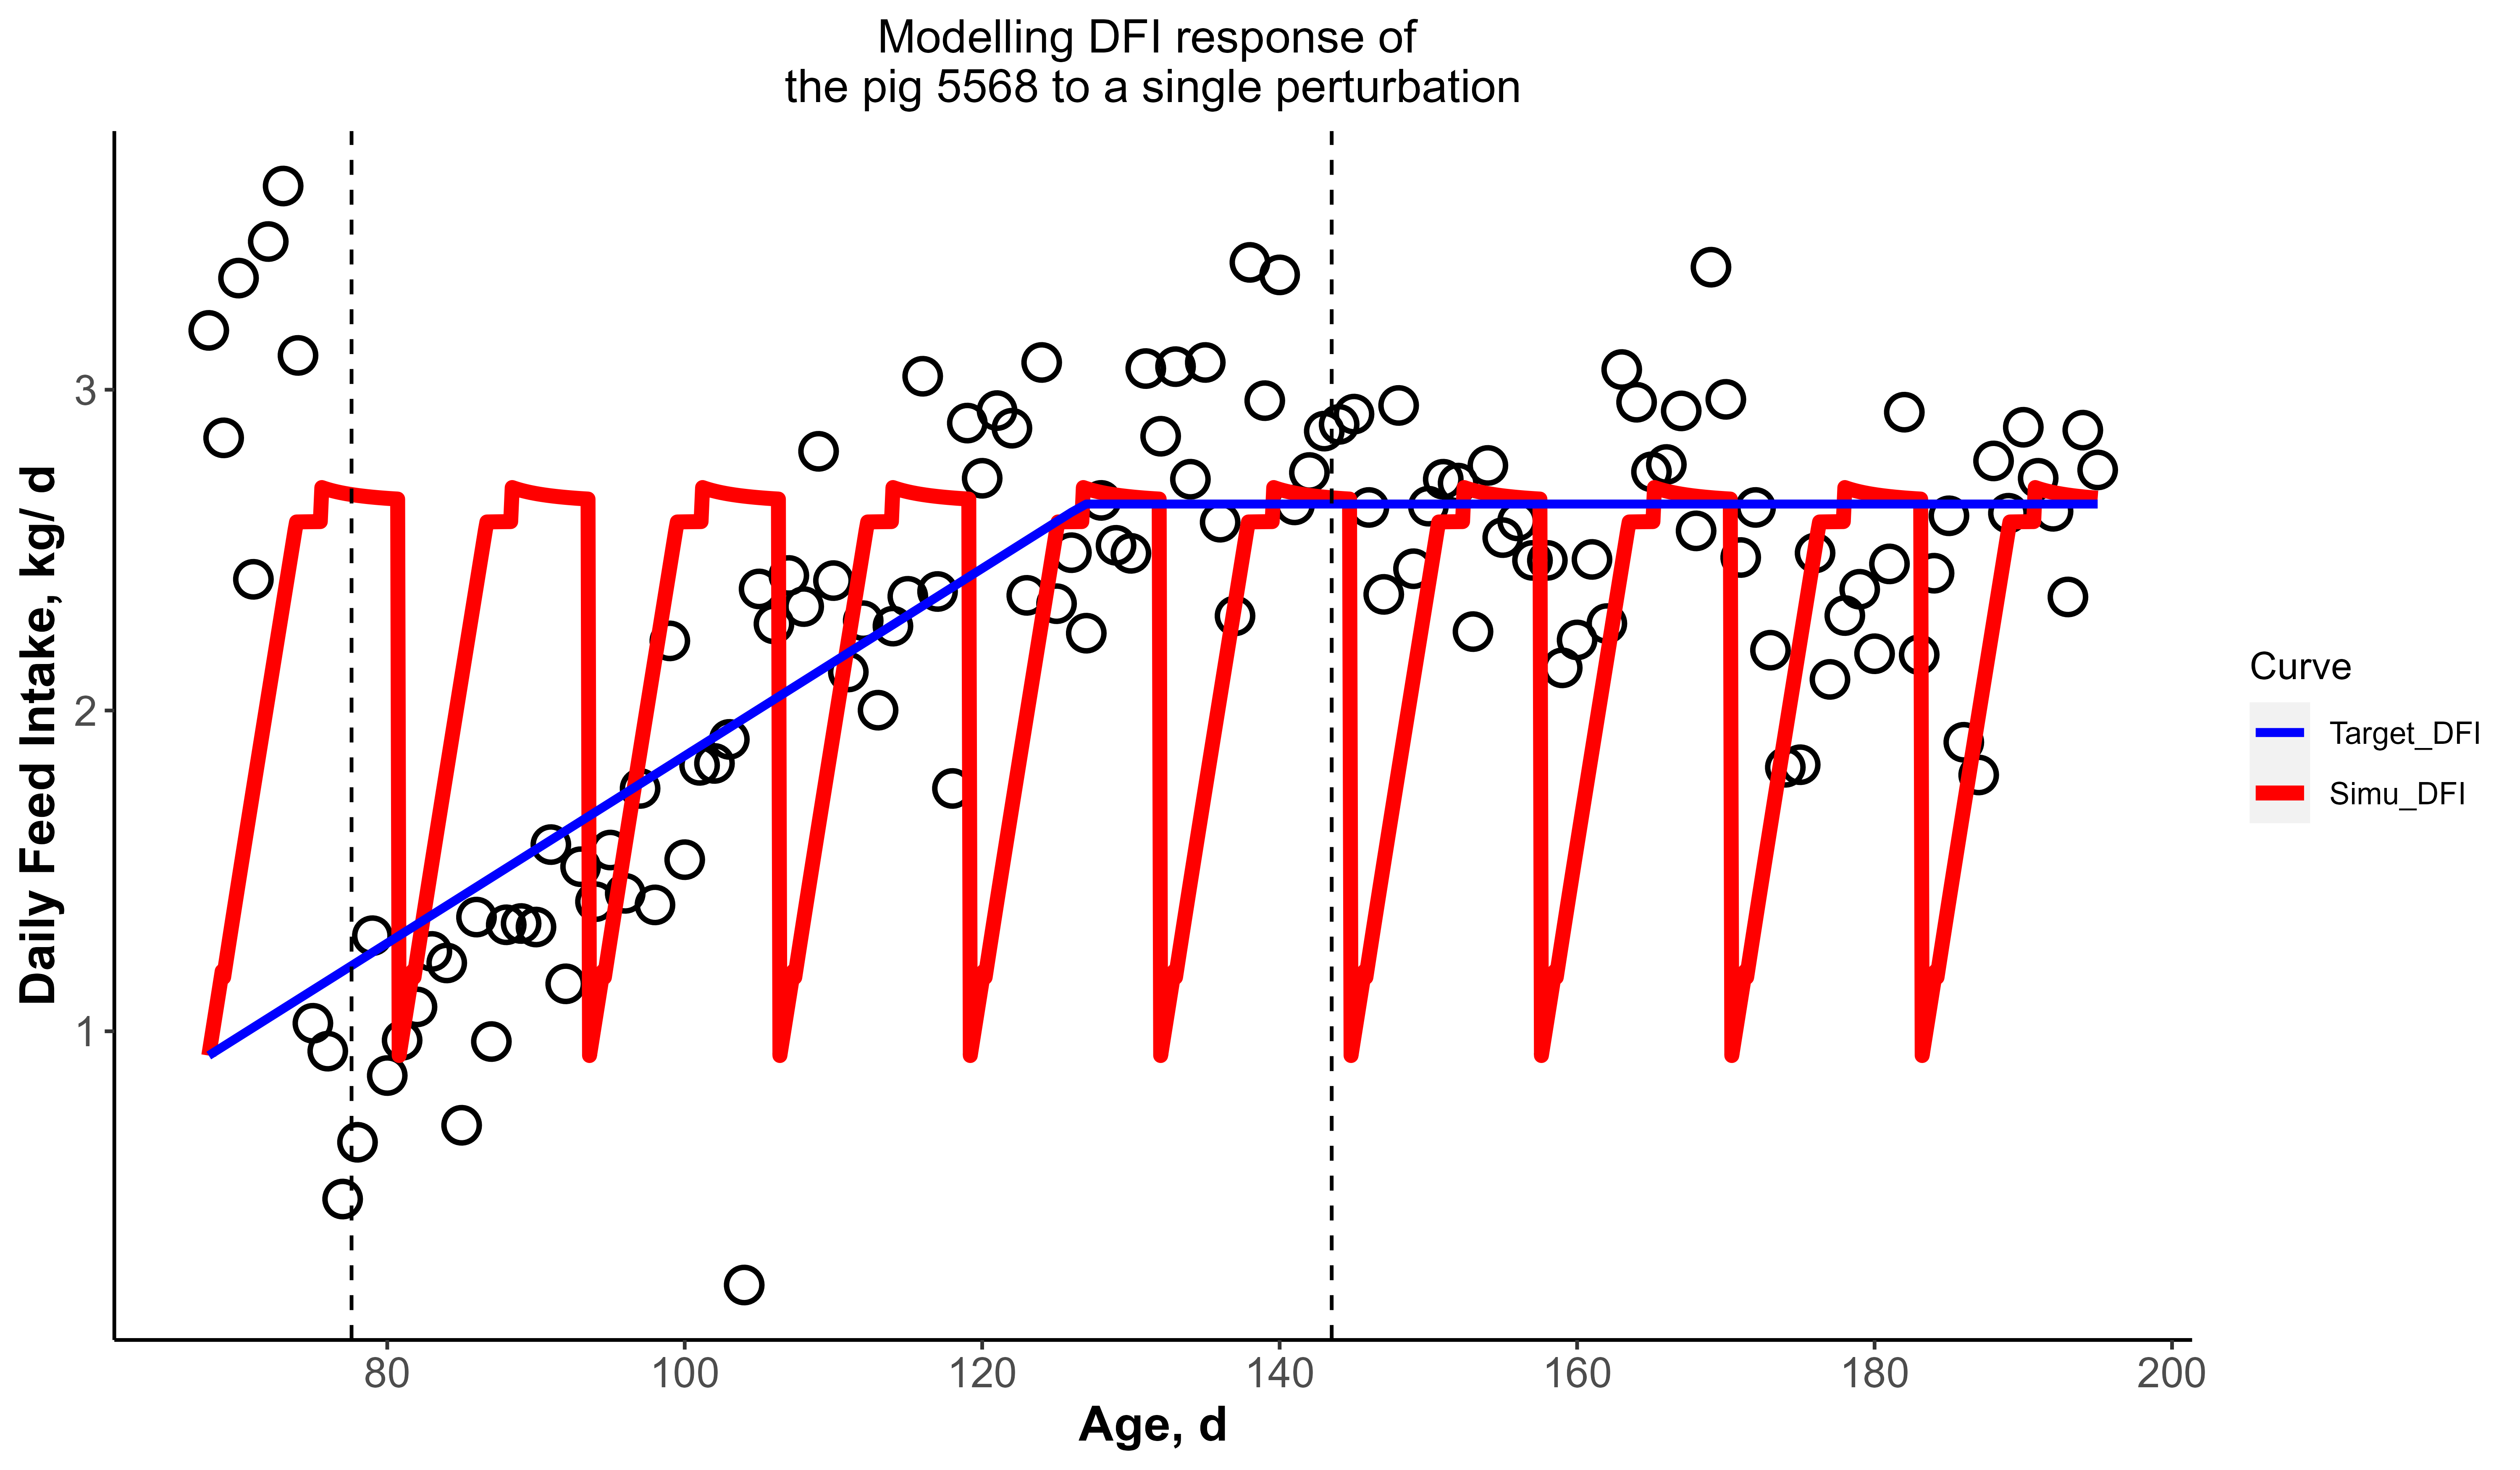 Modelling DFI response of
the pig 5568 to a single perturbation
Daily Feed Intake, kg/ d
3
2
1
80 100 120 140 160 180 200
Age, d
Curve
Target_DFI
Simu_DFI